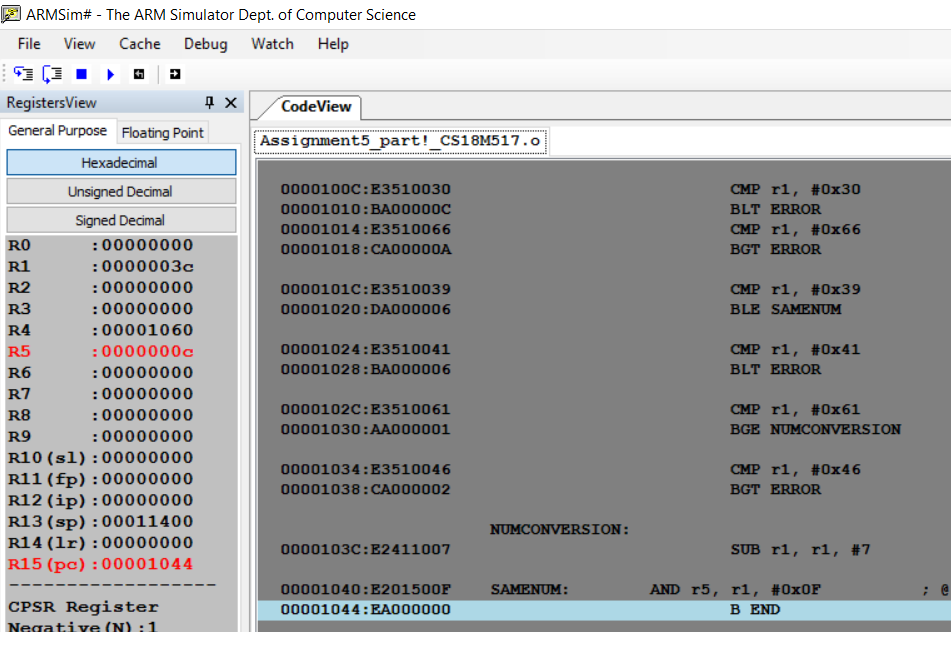 ARMSim# - The ARM Simulator Dept. of Computer Science
File View Cache Debug Watch Help
RegistersView
General Purpose Floating Point
Hexadecimal
Unsigned Decimal
Signed Decimal
R0 :00000000
R1 :0000003c
R2 :00000000
R3 :00000000
R4 :00001060
R5 :0000000c
R6 :00000000
R7 :00000000
R8 :00000000
R9 :00000000
R10(sl):00000000
R11(fp):00000000
R12(ip):00000000
R13(sp):00011400
R14(lr):00000000
R15(pc):00001044
------------------
CPSR Register
Negative(N):1
CodeView
Assignment5_part!_CS18M517.o
0000100C:E3510030 CMP r1, #0x30
00001010:BA00000C BLT ERROR
00001014:E3510066 CMP r1, #0x66
00001018:CA00000A BGT ERROR
0000101C:E3510039 CMP r1, #0x39
00001020:DA000006 BLE SAMENUM
00001024:E3510041 CMP r1, #0x41
00001028:BA000006 BLT ERROR
0000102C:E3510061 CMP r1, #0x61
00001030:AA000001 BGE NUMCONVERSION
00001034:E3510046 CMP r1, #0x46
00001038:CA000002 BGT ERROR
NUMCONVERSION:
0000103C:E2411007 SUB r1, r1, #7
00001040:E201500F SAMENUM: AND r5, r1, #0x0F ; @
00001044:EA000000 B END